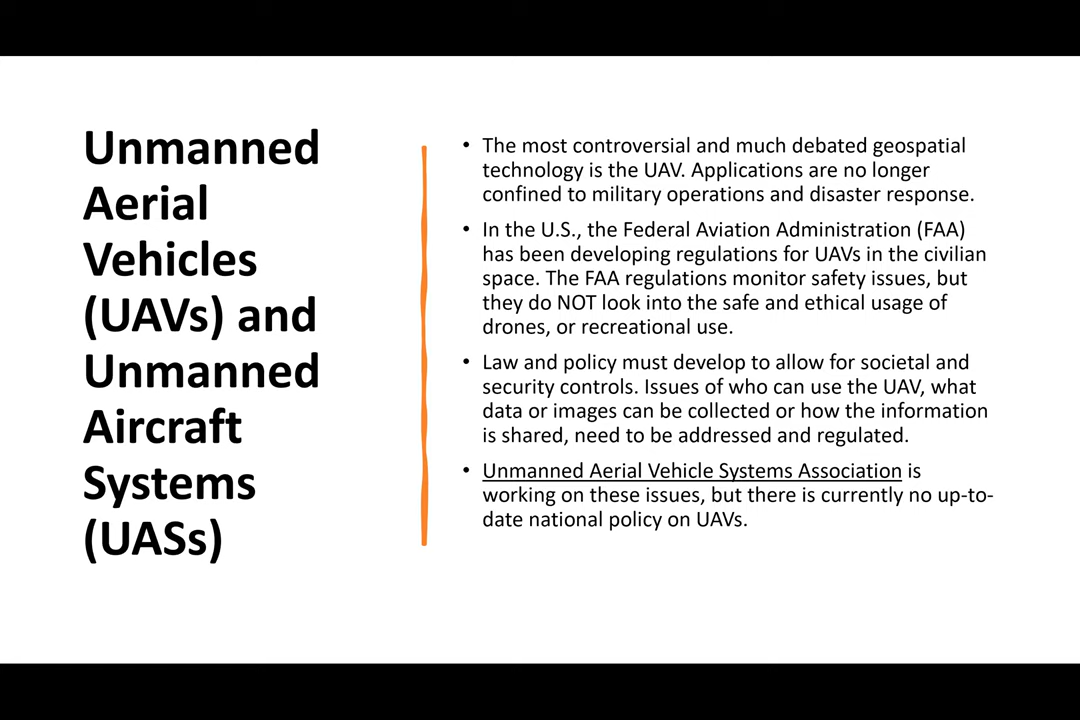 Unmanned
Aerial
Vehicles
(UAVs) and
Unmanned
Aircraft
Systems
(UASs)
• The most controversial and much debated geospatial
technology is the UAV. Applications are no longer
confined to military operations and disaster response.
• In the U.S., the Federal Aviation Administration (FAA)
has been developing regulations for UAVs in the civilian
space. The FAA regulations monitor safety issues, but
they do NOT look into the safe and ethical usage of
drones, or recreational use.
• Law and policy must develop to allow for societal and
security controls. Issues of who can use the UAV, what
data or images can be collected or how the information
is shared, need to be addressed and regulated.
• Unmanned Aerial Vehicle Systems Association is
working on these issues, but there is currently no up-to-
date national policy on UAVs.